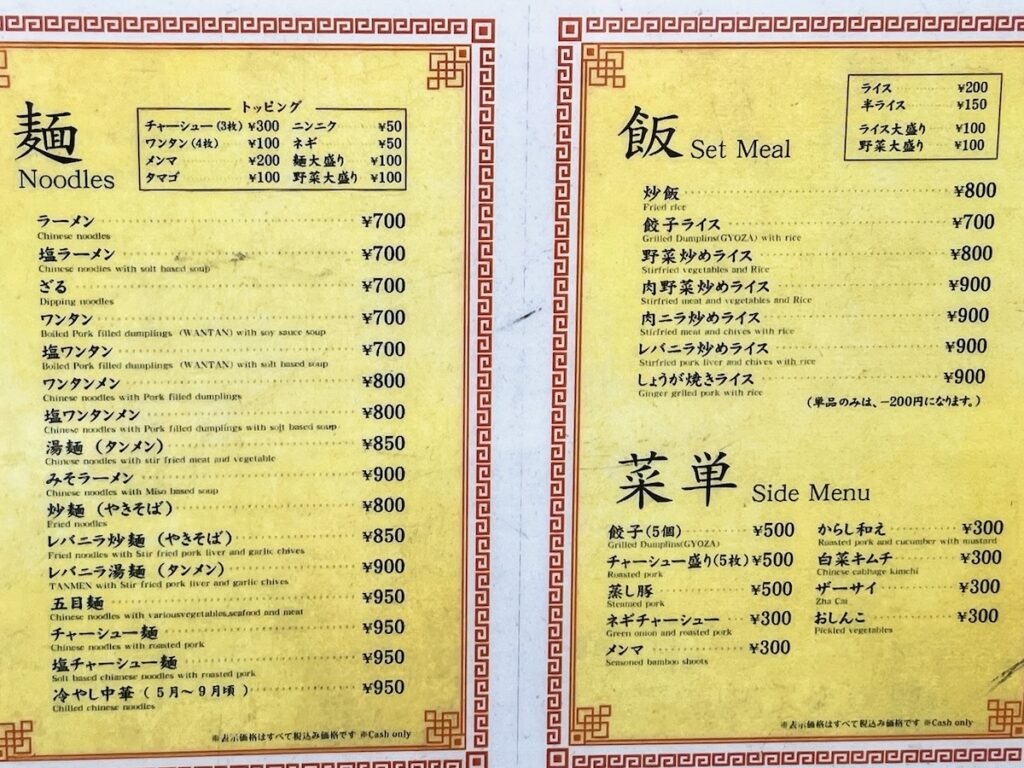 麺
Noodles
トッピング
チャーシュー(3枚) ¥300 ニンニク ¥50
ワンタン(4枚) ¥100 ネギ ¥50
メンマ ¥200 麺大盛り ¥100
タマゴ ¥100 野菜大盛り ¥100
ラーメン ¥700
Chinese noodles
塩ラーメン ¥700
Chinese noodles with solt based soup
ざる ¥700
Dipping noodles
ワンタン ¥700
Boiled Pork filled dumplings (WANTAN) with soy sauce soup
塩ワンタン ¥700
Boiled Pork filled dumplings (WANTAN) with solt based soup
ワンタンメン ¥800
Chinese noodles with Pork filled dumplings
塩ワンタンメン ¥800
Chinese noodles with Pork filled dumplings with solt based soup
湯麺(タンメン) ¥850
Chinese noodles with stir fried meat and vegetable
みそラーメン ¥900
Chinese noodles with Miso based soup
炒麺(やきそば) ¥800
Fried noodles
レバニラ炒麺(やきそば) ¥850
Fried noodles with Stir fried pork liver and garlic chives
レバニラ湯麺(タンメン) ¥900
TANMEN with Stir fried pork liver and garlic chives
五目麺 ¥950
Chinese noodles with variousvegetables,seafood and meat
チャーシュー麺 ¥950
Chinese noodles with roasted pork
塩チャーシュー麺 ¥950
Solt based chinese noodles with roasted pork
冷やし中華(5月〜9月頃) ¥950
Chilled chinese noodles
※表示価格はすべて税込み価格です ※Cash only
飯 Set Meal
ライス ¥200
半ライス ¥150
ライス大盛り ¥100
野菜大盛り ¥100
炒飯 ¥800
Fried rice
餃子ライス ¥700
Grilled Dumplins(GYOZA) with rice
野菜炒めライス ¥800
Stirfried vegetables and Rice
肉野菜炒めライス ¥900
Stirfried meat and vegetables and Rice
肉ニラ炒めライス ¥900
Stirfried meat and chives with rice
レバニラ炒めライス ¥900
Stirfried pork liver and chives with rice
しょうが焼きライス ¥900
Ginger grlled pork with rice
(単品のみは、−200円になります。)
菜単 Side Menu
餃子(5個) ¥500
Grilled Dumplins(GYOZA)
チャーシュー盛り(5枚) ¥500
Roasted pork
蒸し豚 ¥500
Steamed pork
ネギチャーシュー ¥300
Green onion and roasted pork
メンマ ¥300
Seasoned bamboo shoots
からし和え ¥300
Roasted pork and cucumber with mustard
白菜キムチ ¥300
Chinese cabbage kimchi
ザーサイ ¥300
Zha Cai
おしんこ ¥300
Pickled vegetables
※表示価格はすべて税込み価格です ※Cash only